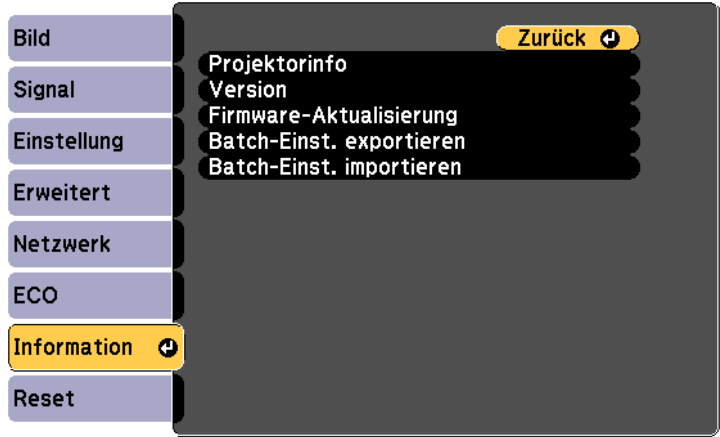 Bild
Signal
Einstellung
Erweitert
Netzwerk
ECO
Information
Reset
Zurück
Projektorinfo
Version
Firmware-Aktualisierung
Batch-Einst. exportieren
Batch-Einst. importieren